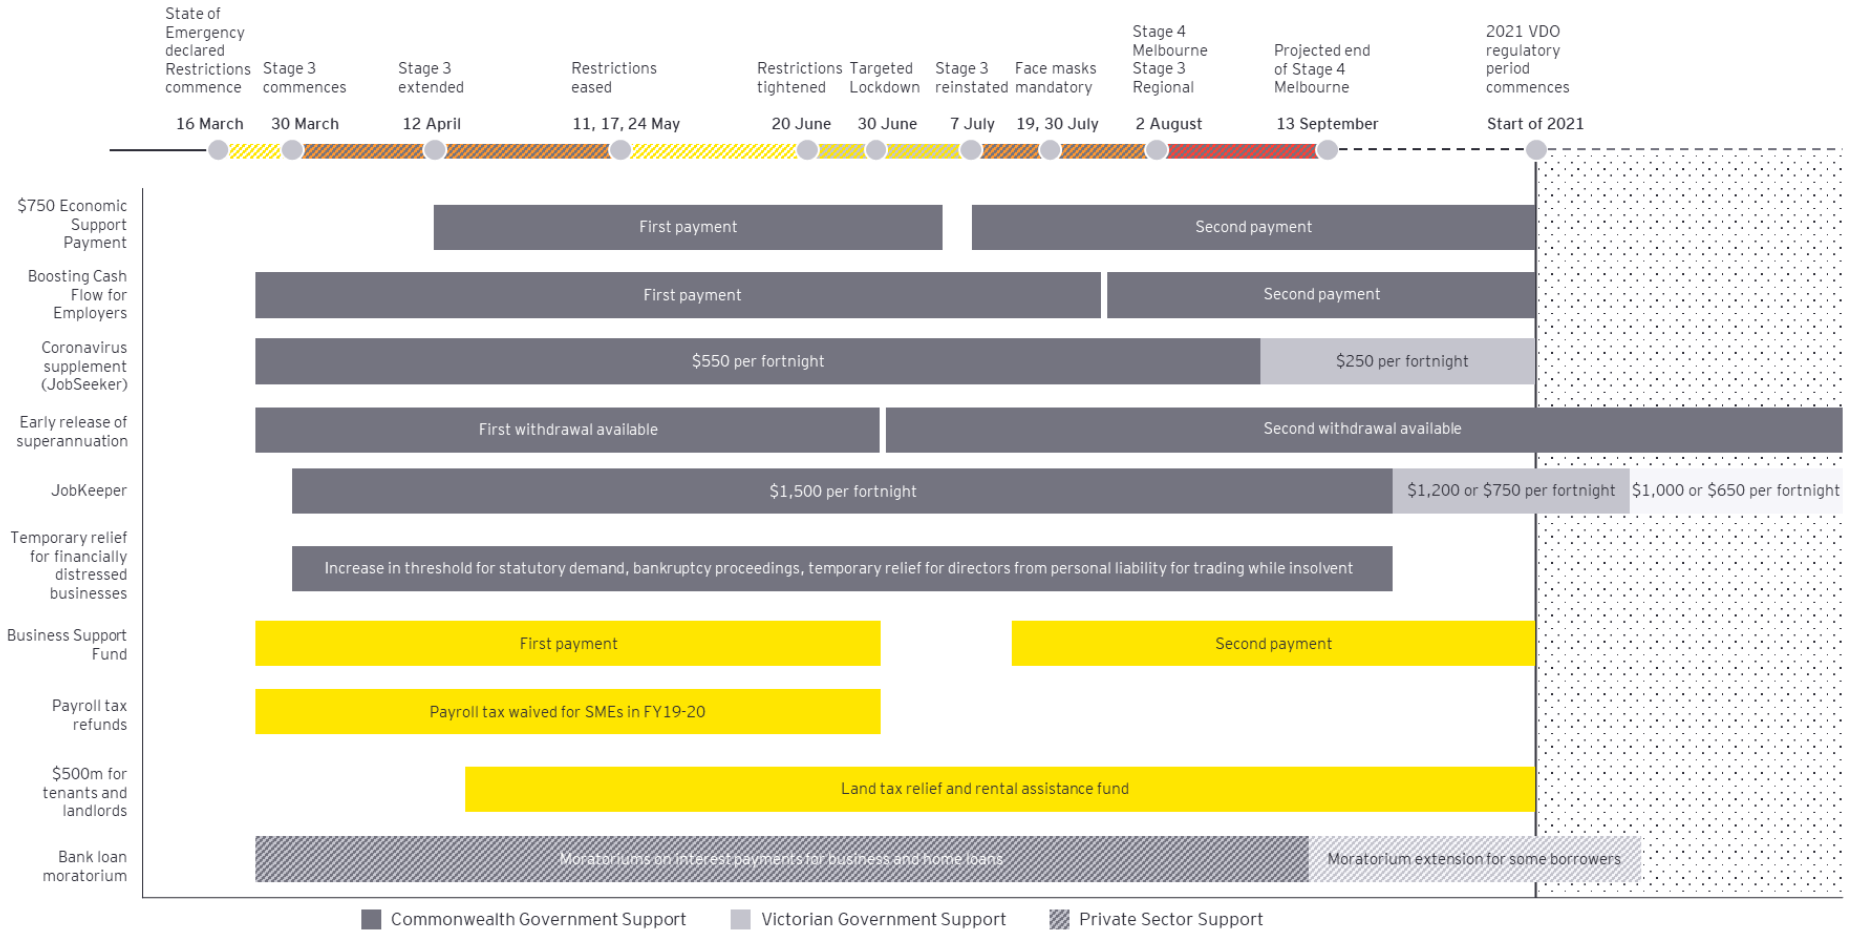 State of
Emergency
declared
Restrictions
commence
Stage 3
commences
Stage 3
extended
Restrictions
eased
Restrictions
tightened
Targeted
Lockdown
Stage 3
reinstated
Face masks
mandatory
Stage 4
Melbourne
Stage 3
Regional
Projected end
of Stage 4
Melbourne
2021 VDO
regulatory
period
commences
16 March
30 March
12 April
11, 17, 24 May
20 June
30 June
7 July
19, 30 July
2 August
13 September
Start of 2021
$750 Economic
Support
Payment
First payment
Second payment
Boosting Cash
Flow for
Employers
First payment
Second payment
Coronavirus
supplement
(JobSeeker)
$550 per fortnight
$250 per fortnight
Early release of
superannuation
First withdrawal available
Second withdrawal available
JobKeeper
$1,500 per fortnight
$1,200 or $750 per fortnight
$1,000 or $650 per fortnight
Temporary relief
for financially
distressed
businesses
Increase in threshold for statutory demand, bankruptcy proceedings, temporary relief for directors from personal liability for trading while insolvent
Business Support
Fund
First payment
Second payment
Payroll tax
refunds
Payroll tax waived for SMEs in FY19-20
$500m for
tenants and
landlords
Land tax relief and rental assistance fund
Bank loan
moratorium
Moratoriums on interest payments for business and home loans
Moratorium extension for some borrowers
Commonwealth Government Support
Victorian Government Support
Private Sector Support